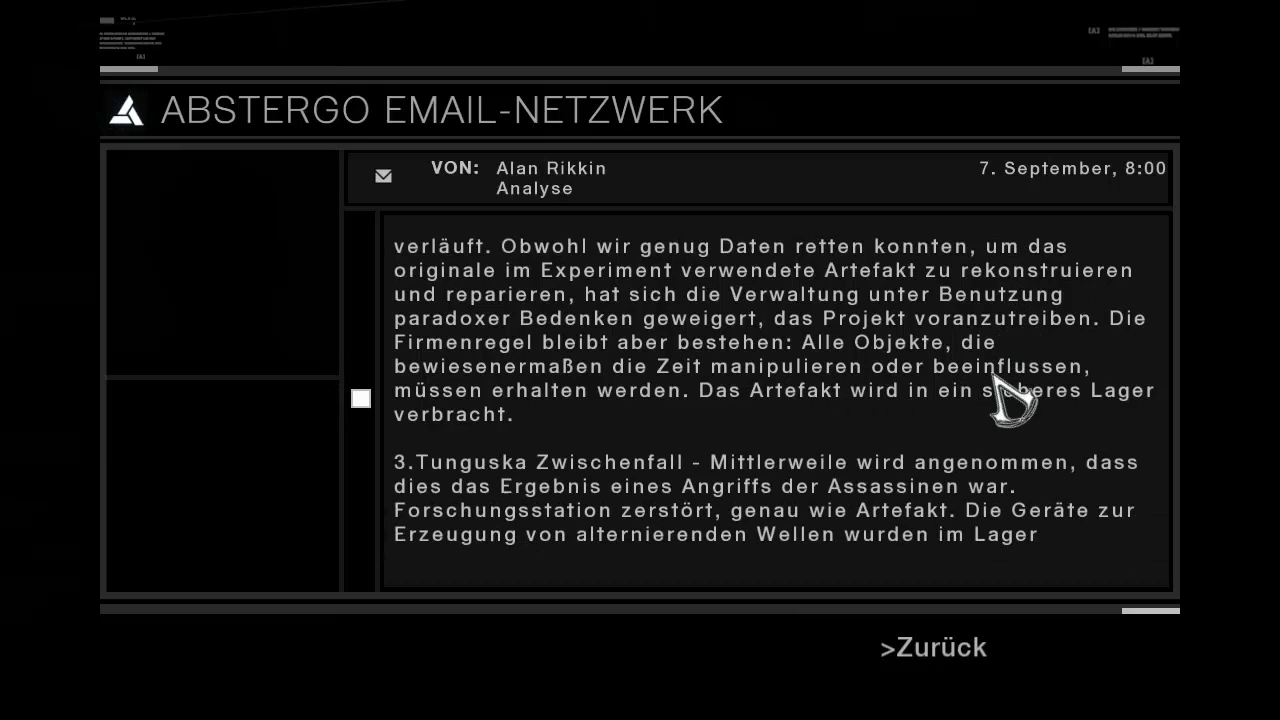 ABSTERGO EMAIL-NETZWERK
VON: Alan Rikkin 7. September, 8:00
Analyse
verläuft. Obwohl wir genug Daten retten konnten, um das
originale im Experiment verwendete Artefakt zu rekonstruieren
und reparieren, hat sich die Verwaltung unter Benutzung
paradoxer Bedenken geweigert, das Projekt voranzutreiben. Die
Firmenregel bleibt aber bestehen: Alle Objekte, die
bewiesenermaßen die Zeit manipulieren oder beeinflussen,
müssen erhalten werden. Das Artefakt wird in ein sicheres Lager
verbracht.
3.Tunguska Zwischenfall - Mittlerweile wird angenommen, dass
dies das Ergebnis eines Angriffs der Assassinen war.
Forschungsstation zerstört, genau wie Artefakt. Die Geräte zur
Erzeugung von alternierenden Wellen wurden im Lager
>Zurück